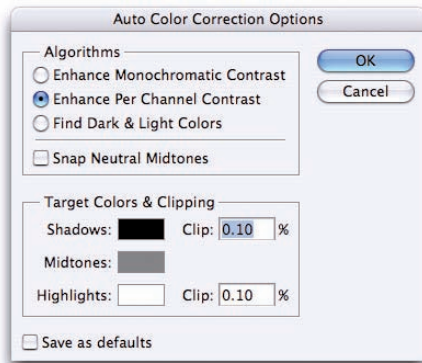 Auto Color Correction Options
Algorithms
Enhance Monochromatic Contrast
Enhance Per Channel Contrast
Find Dark & Light Colors
Snap Neutral Midtones
OK
Cancel
Target Colors & Clipping
Shadows: Clip: 0.10 %
Midtones:
Highlights: Clip: 0.10 %
Save as defaults